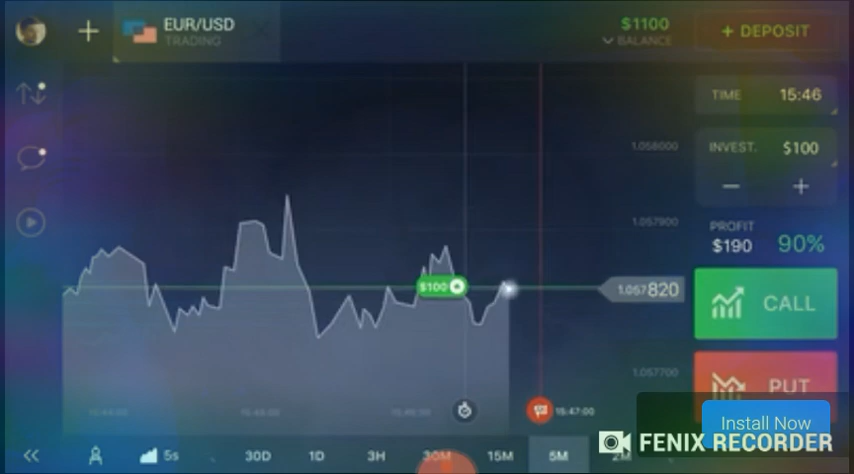 EUR/USD
TRADING
$1100
BALANCE
+ DEPOSIT
TIME 15:46
1.058000
INVEST. $100
1.057900
PROFIT
$190 90%
$100
1.057820
CALL
1.057700
PUT
15:47:00
Install Now
5s 30D 1D 3H 30M 15M 5M 2M
FENIX RECORDER